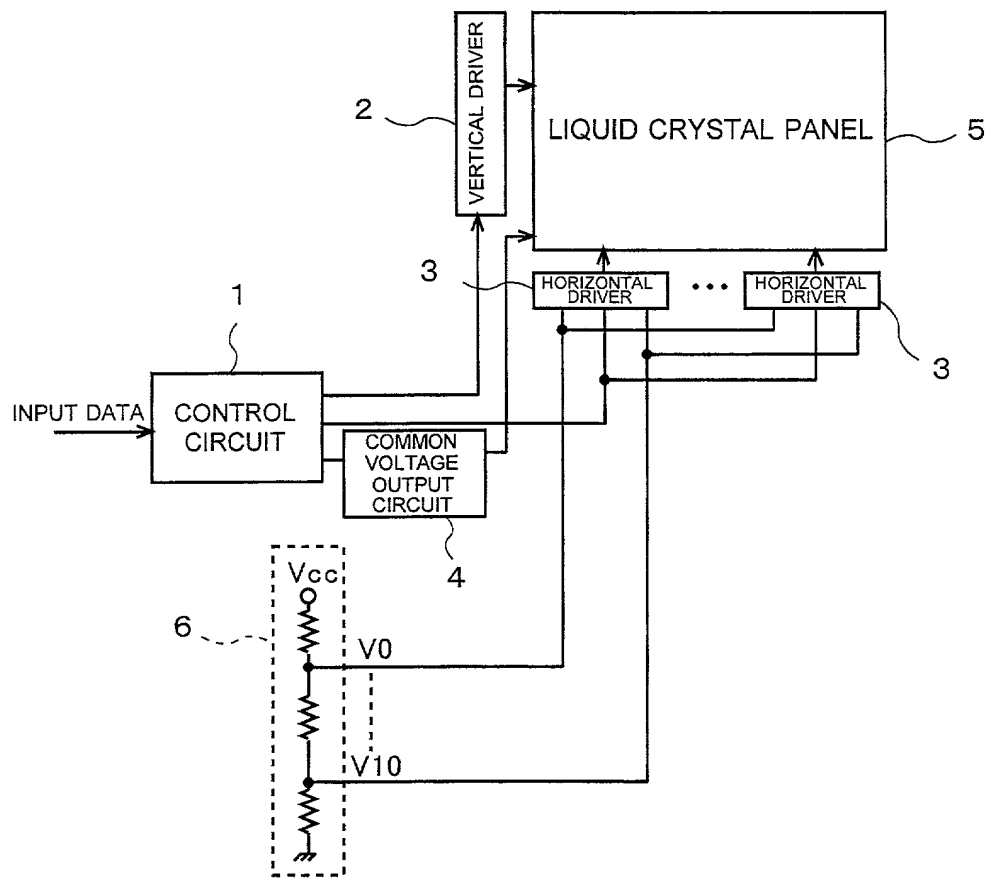 VERTICAL DRIVER
2
LIQUID CRYSTAL PANEL
5
3
HORIZONTAL
DRIVER
HORIZONTAL
DRIVER
3
1
INPUT DATA
CONTROL
CIRCUIT
COMMON
VOLTAGE
OUTPUT
CIRCUIT
4
Vcc
6
V0
V10